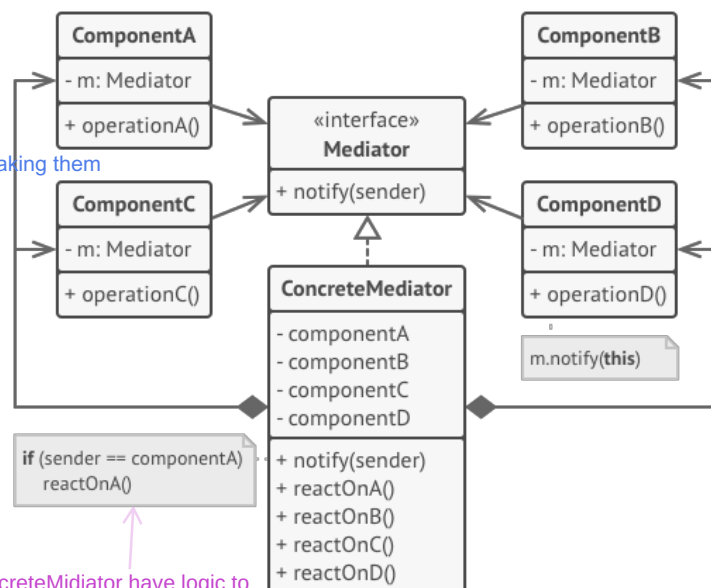 ComponentA
- m: Mediator
+ operationA()
ComponentB
- m: Mediator
+ operationB()
«interface»
Mediator
+ notify(sender)
aking them
ComponentC
- m: Mediator
+ operationC()
ComponentD
- m: Mediator
+ operationD()
m.notify(this)
ConcreteMediator
- componentA
- componentB
- componentC
- componentD
+ notify(sender)
+ reactOnA()
+ reactOnB()
+ reactOnC()
+ reactOnD()
if (sender == componentA)
reactOnA()
creteMidiator have logic to